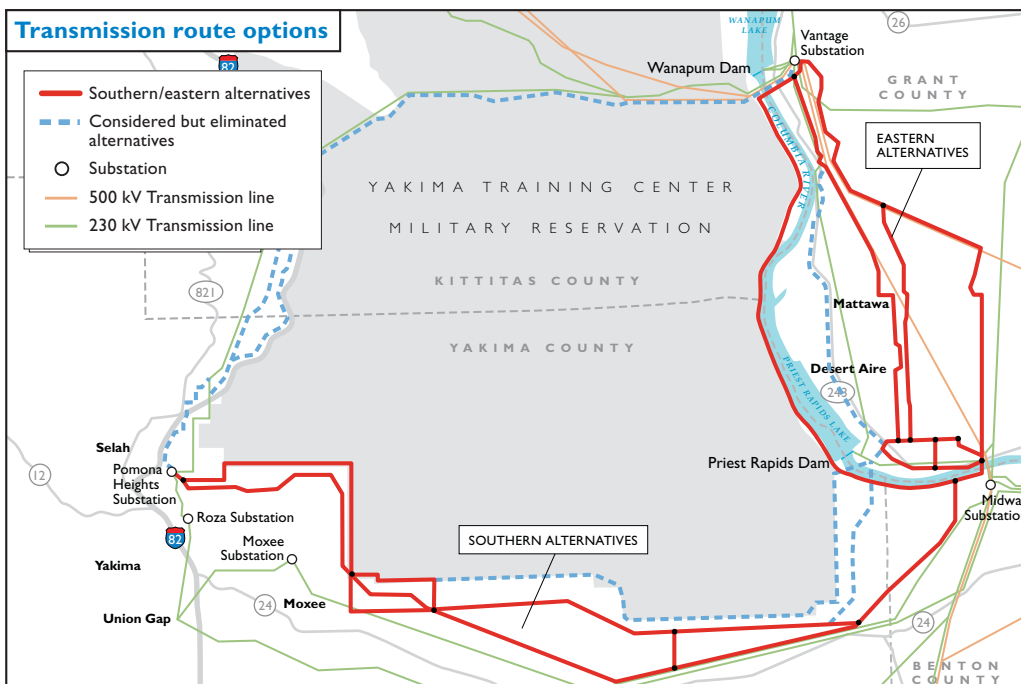 Transmission route options
82
Southern/eastern alternatives
Considered but eliminated
alternatives
Substation
500 kV Transmission line
230 kV Transmission line
WANAPUM
LAKE
26
Vantage
Substation
Wanapum Dam
GRANT
COUNTY
COLUMBIA RIVER
EASTERN
ALTERNATIVES
YAKIMA TRAINING CENTER
MILITARY RESERVATION
KITTITAS COUNTY
821
Mattawa
YAKIMA COUNTY
PRIEST RAPIDS LAKE
Desert Aire
243
Selah
12
Pomona
Heights
Substation
Priest Rapids Dam
Midwa
Substation
Roza Substation
82
Moxee
Substation
SOUTHERN ALTERNATIVES
Yakima
24
Moxee
Union Gap
24
BENTON
COUNTY